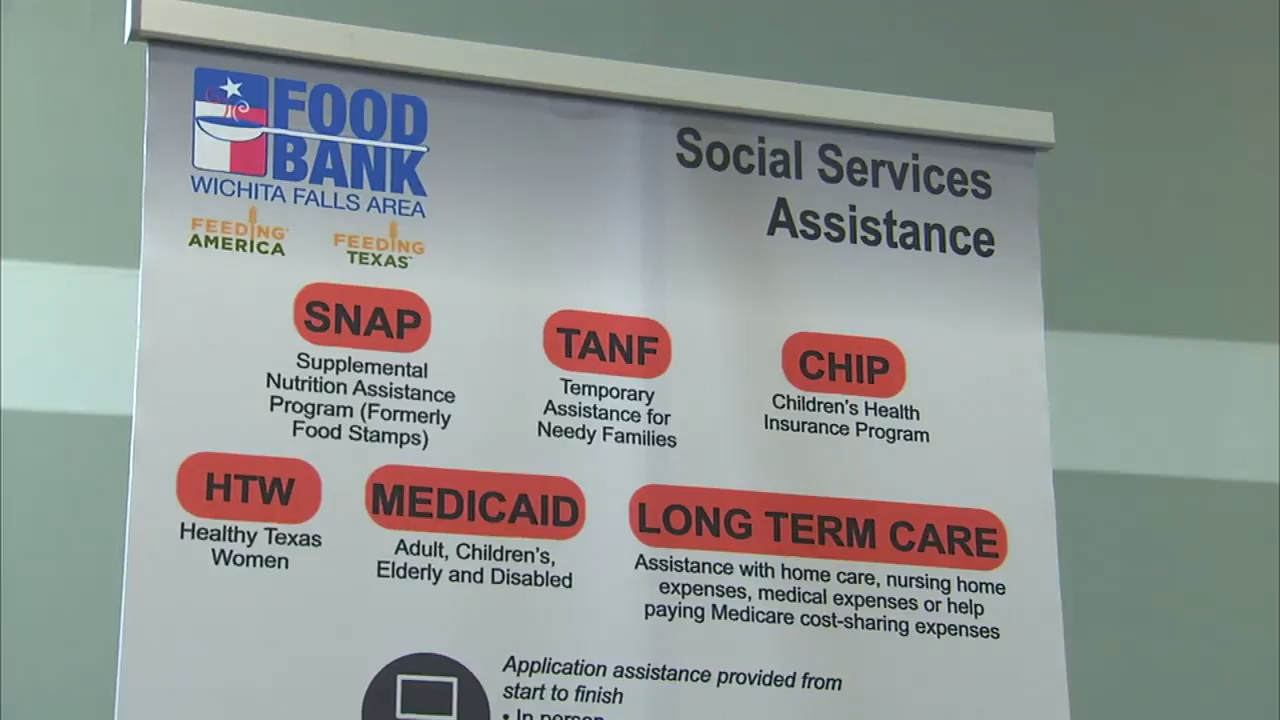 FOOD
BANK
WICHITA FALLS AREA
FEEDING
AMERICA
FEEDING
TEXAS
Social Services
Assistance
SNAP
Supplemental
Nutrition Assistance
Program (Formerly
Food Stamps)
TANF
Temporary
Assistance for
Needy Families
CHIP
Children's Health
Insurance Program
HTW
Healthy Texas
Women
MEDICAID
Adult, Children's,
Elderly and Disabled
LONG TERM CARE
Assistance with home care, nursing home
expenses, medical expenses or help
paying Medicare cost-sharing expenses
Application assistance provided from
start to finish
• In person